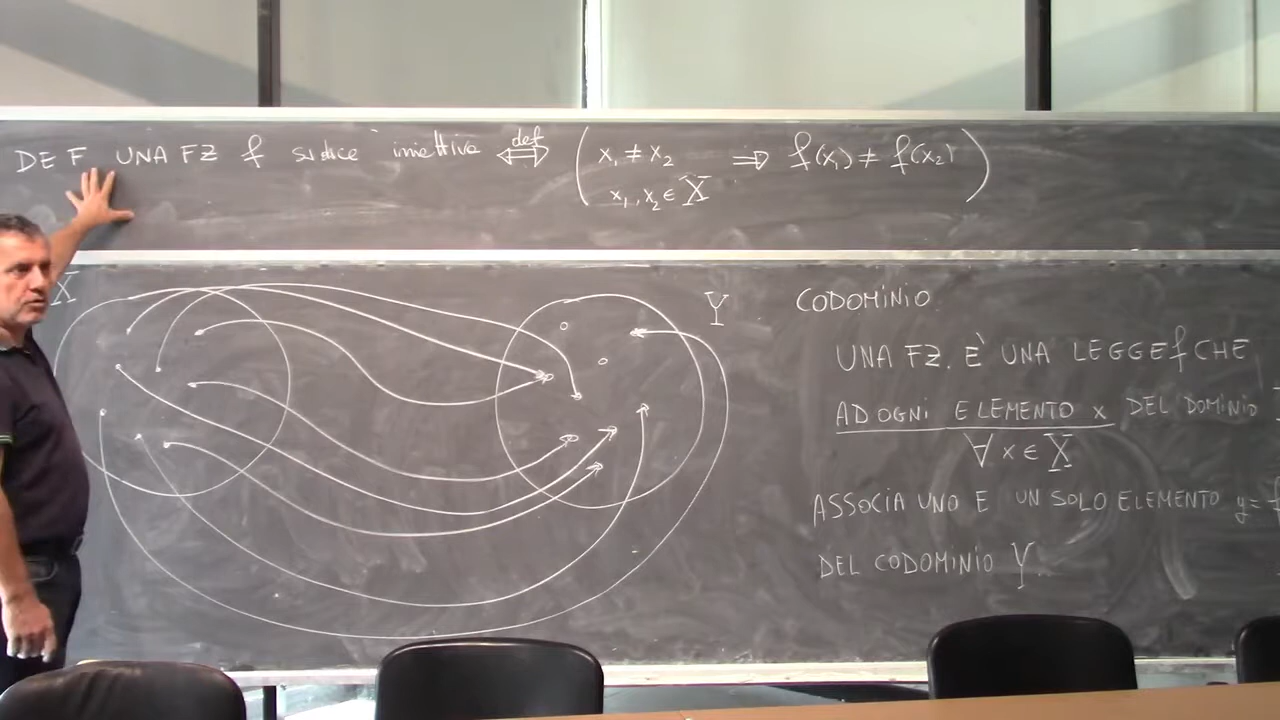 DEF UNA FZ f si dice iniettiva def ⟺ ( x₁ ≠ x₂ ⇒ f(x₁) ≠ f(x₂) )
x₁, x₂ ∈ X
X
Y
CODOMINIO
UNA FZ. È UNA LEGGE f CHE
AD OGNI ELEMENTO x DEL DOMINIO
∀ x ∈ X
ASSOCIA UNO E UN SOLO ELEMENTO y =
DEL CODOMINIO Y.